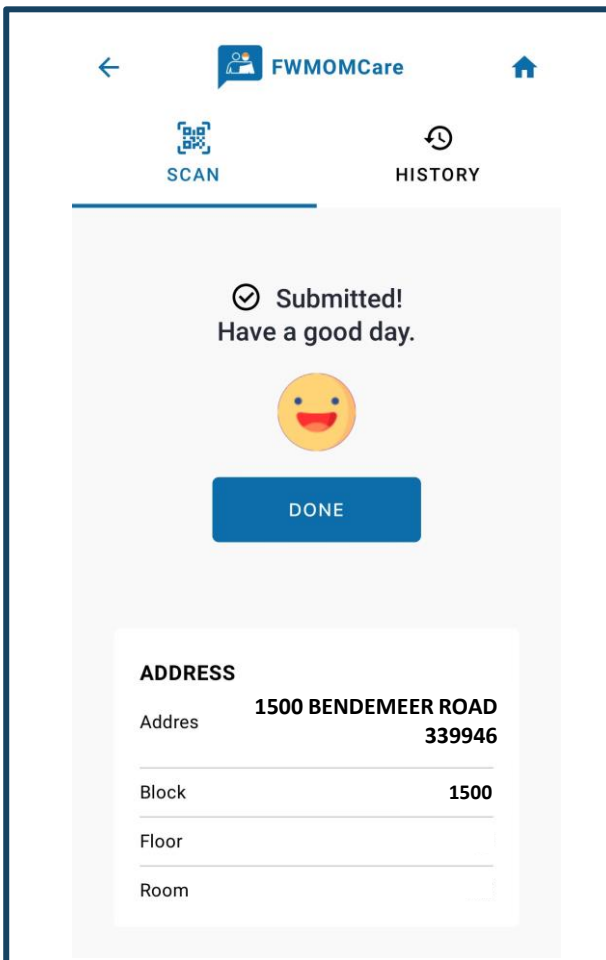 FWMOMCare
SCAN
HISTORY
Submitted!
Have a good day.
DONE
ADDRESS
Addres 1500 BENDEMEER ROAD
339946
Block 1500
Floor
Room